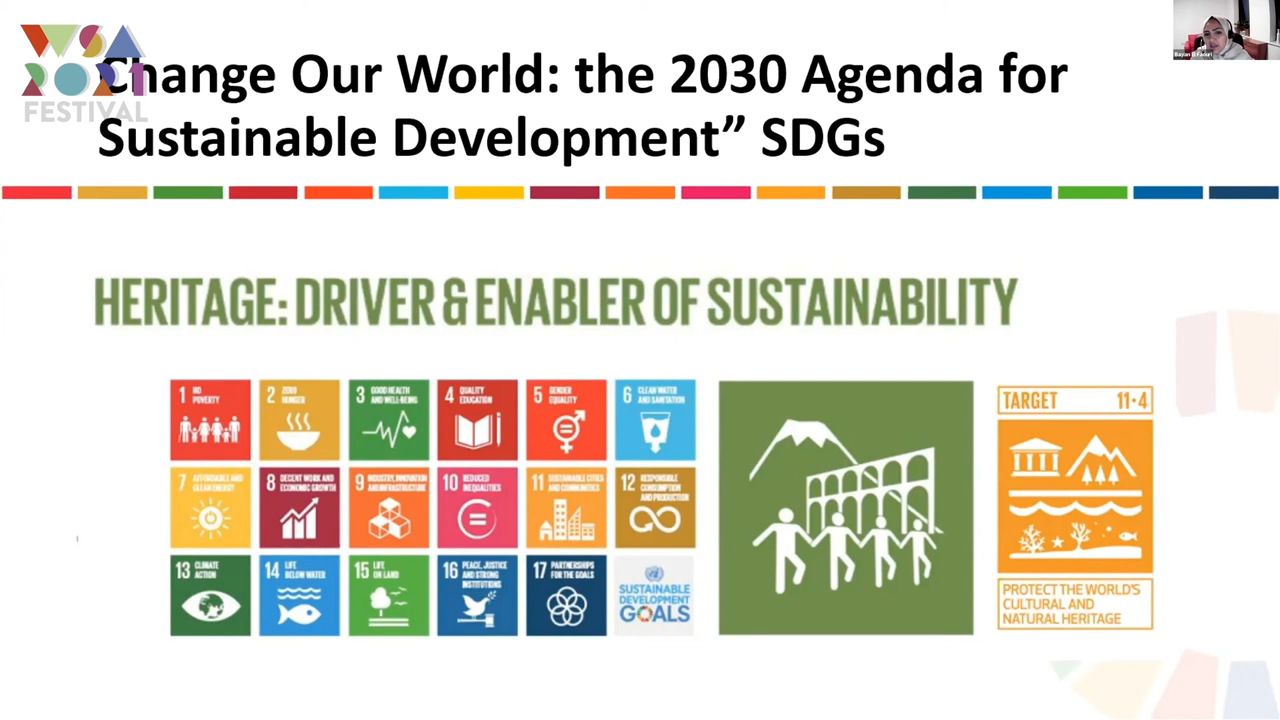 WSA
2021
FESTIVAL
Change Our World: the 2030 Agenda for
Sustainable Development” SDGs
Bayan El Faouri
HERITAGE: DRIVER & ENABLER OF SUSTAINABILITY
1 NO
POVERTY
2 ZERO
HUNGER
3 GOOD HEALTH
AND WELL-BEING
4 QUALITY
EDUCATION
5 GENDER
EQUALITY
6 CLEAN WATER
AND SANITATION
7 AFFORDABLE AND
CLEAN ENERGY
8 DECENT WORK AND
ECONOMIC GROWTH
9 INDUSTRY, INNOVATION
AND INFRASTRUCTURE
10 REDUCED
INEQUALITIES
11 SUSTAINABLE CITIES
AND COMMUNITIES
12 RESPONSIBLE
CONSUMPTION
AND PRODUCTION
13 CLIMATE
ACTION
14 LIFE
BELOW WATER
15 LIFE
ON LAND
16 PEACE, JUSTICE
AND STRONG
INSTITUTIONS
17 PARTNERSHIPS
FOR THE GOALS
SUSTAINABLE
DEVELOPMENT
GOALS
TARGET 11·4
PROTECT THE WORLD'S
CULTURAL AND
NATURAL HERITAGE